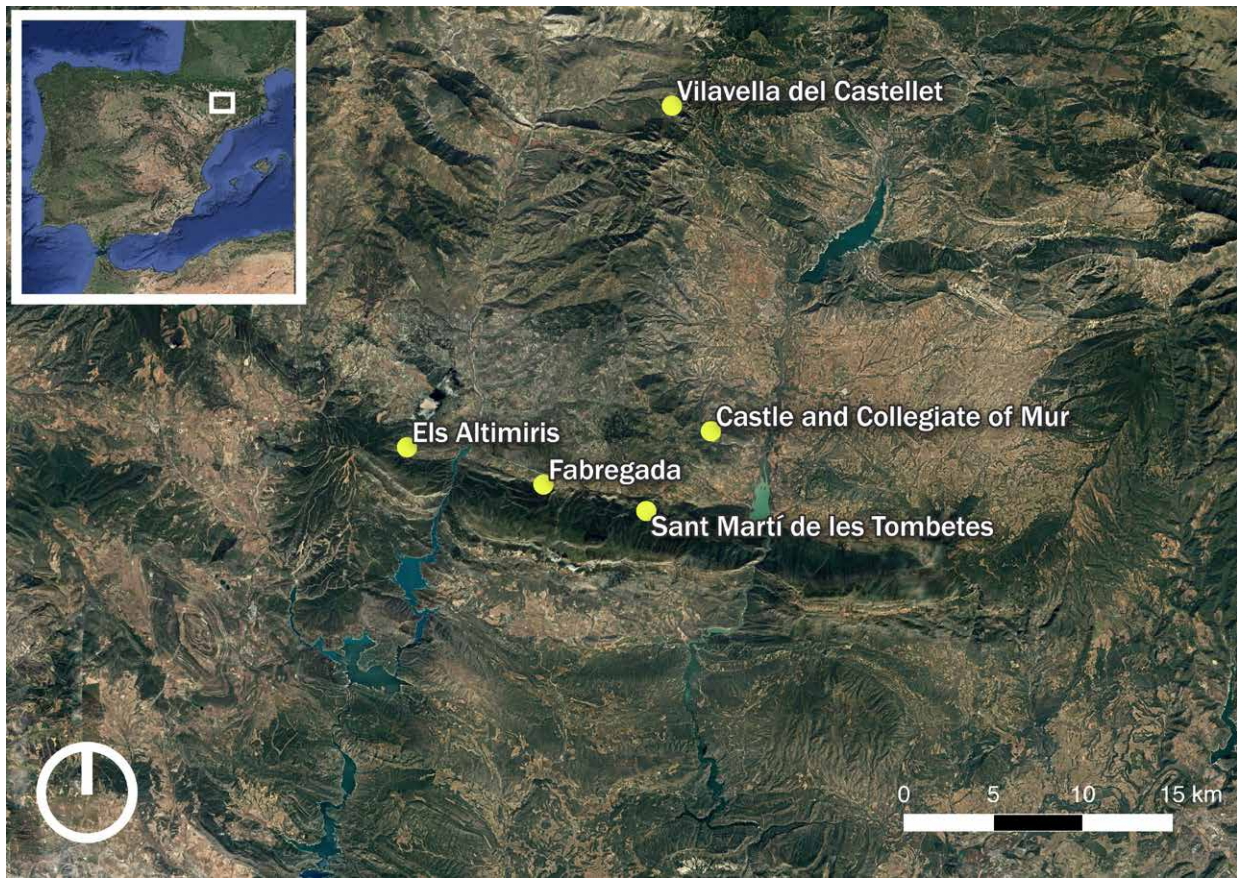 Vilavella del Castellet
Castle and Collegiate of Mur
Els Altimiris
Fabregada
Sant Martí de les Tombetes
0 5 10 15 km